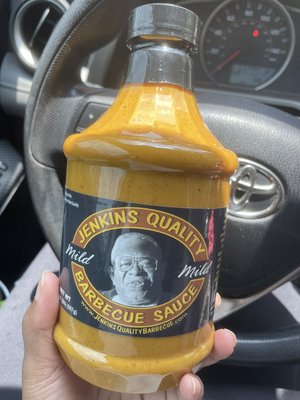 JENKINS QUALITY
Mild
Mild
BARBECUE SAUCE
www.JENKINSQUALITYBARBECUE.COM